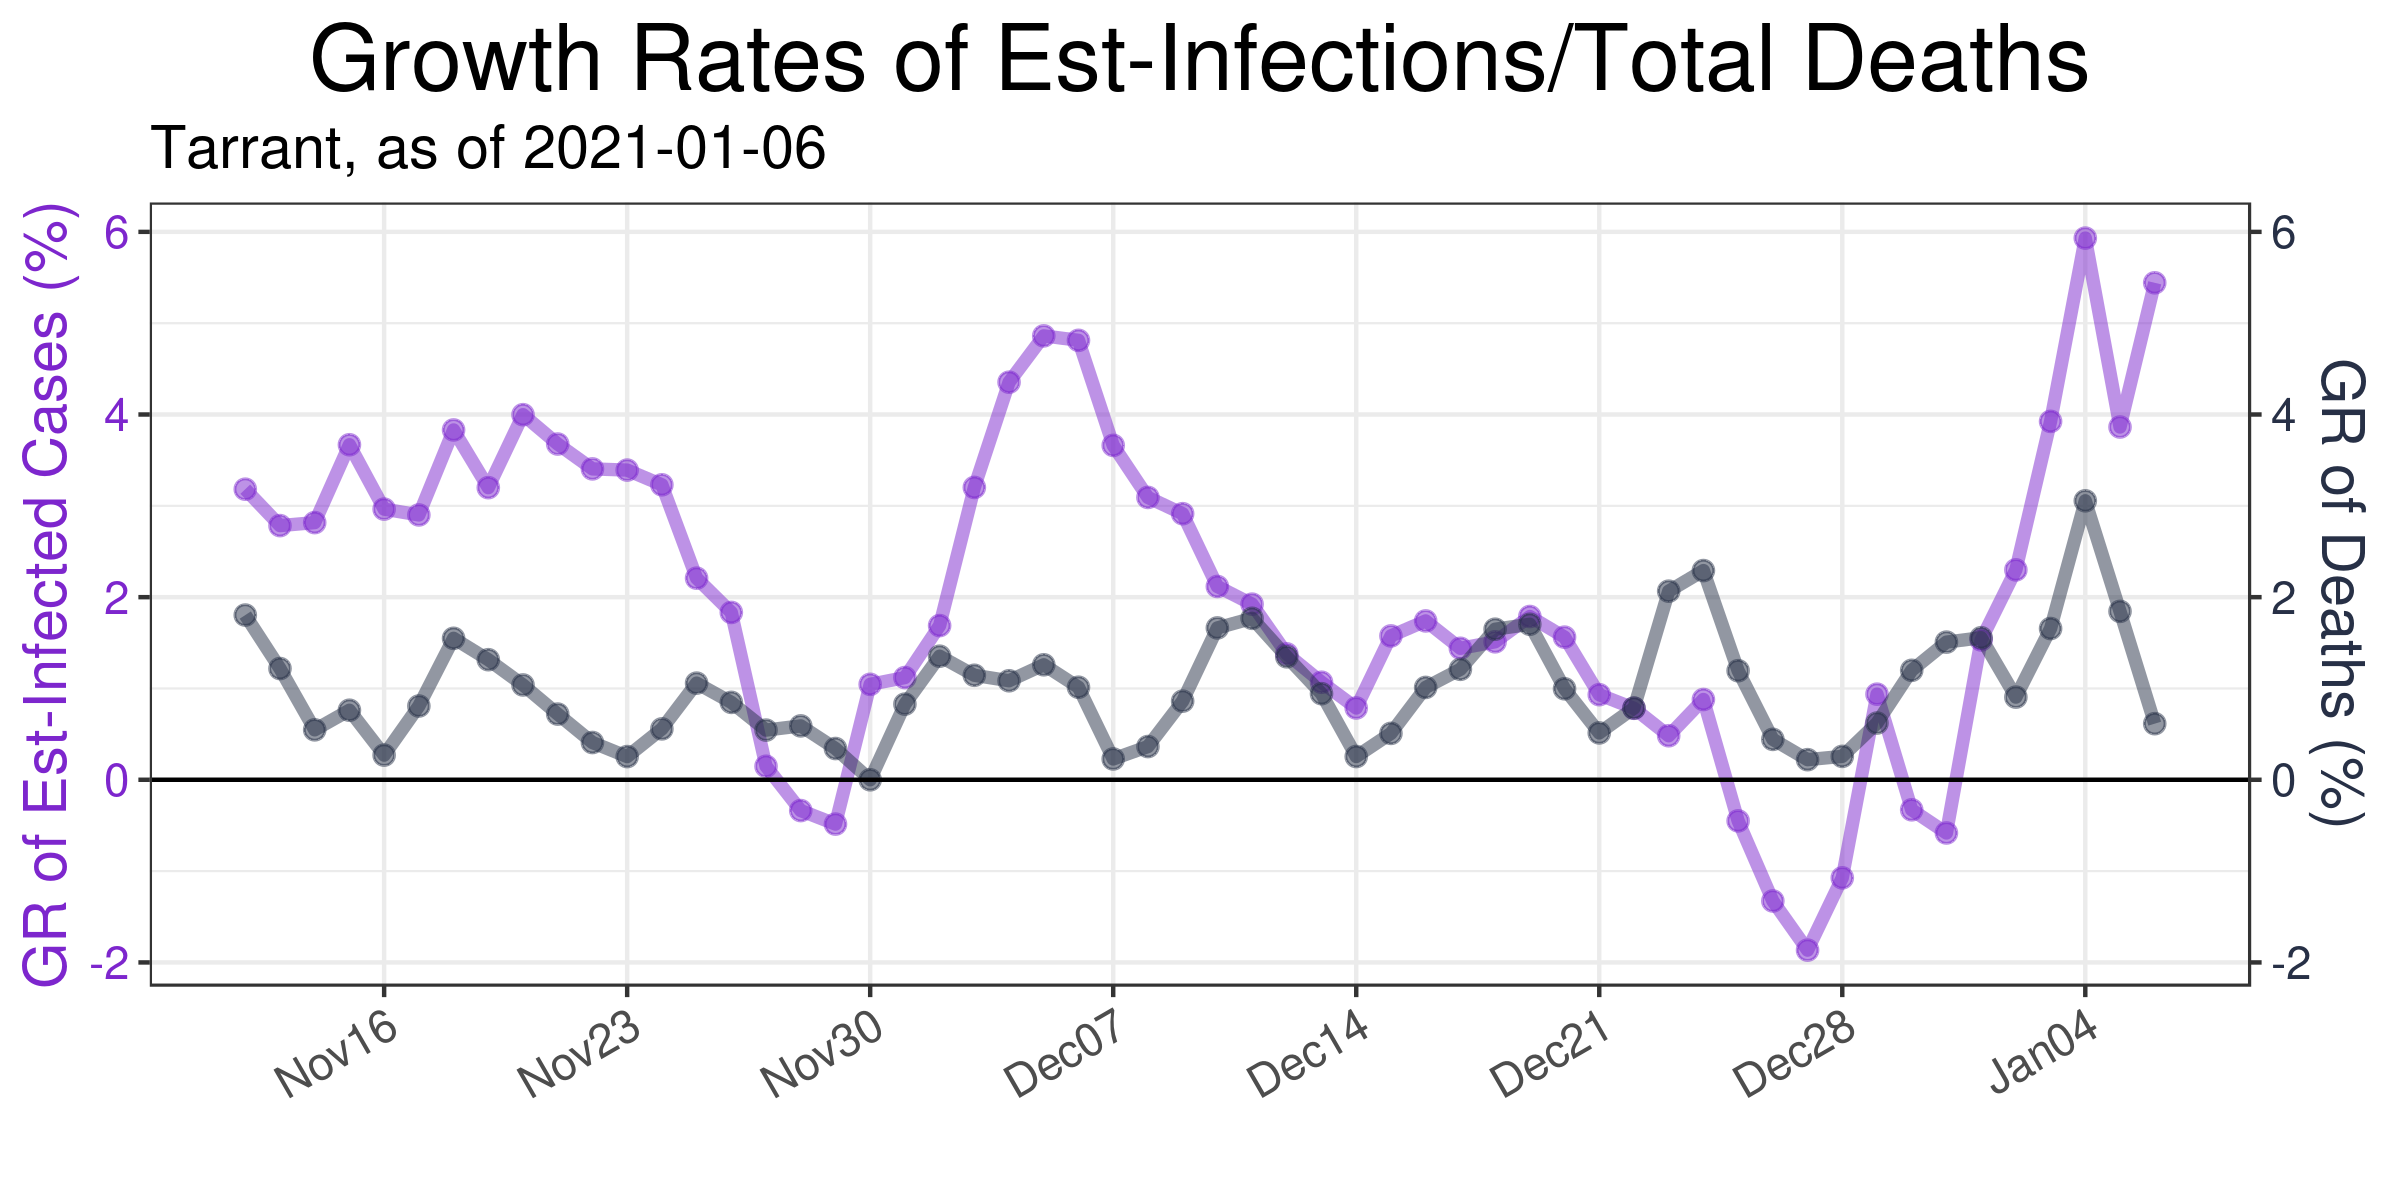 Growth Rates of Est-Infections/Total Deaths
Tarrant, as of 2021-01-06
GR of Est-Infected Cases (%)
6
4
2
0
-2
6
4
2
0
-2
GR of Deaths (%)
Nov16
Nov23
Nov30
Dec07
Dec14
Dec21
Dec28
Jan04